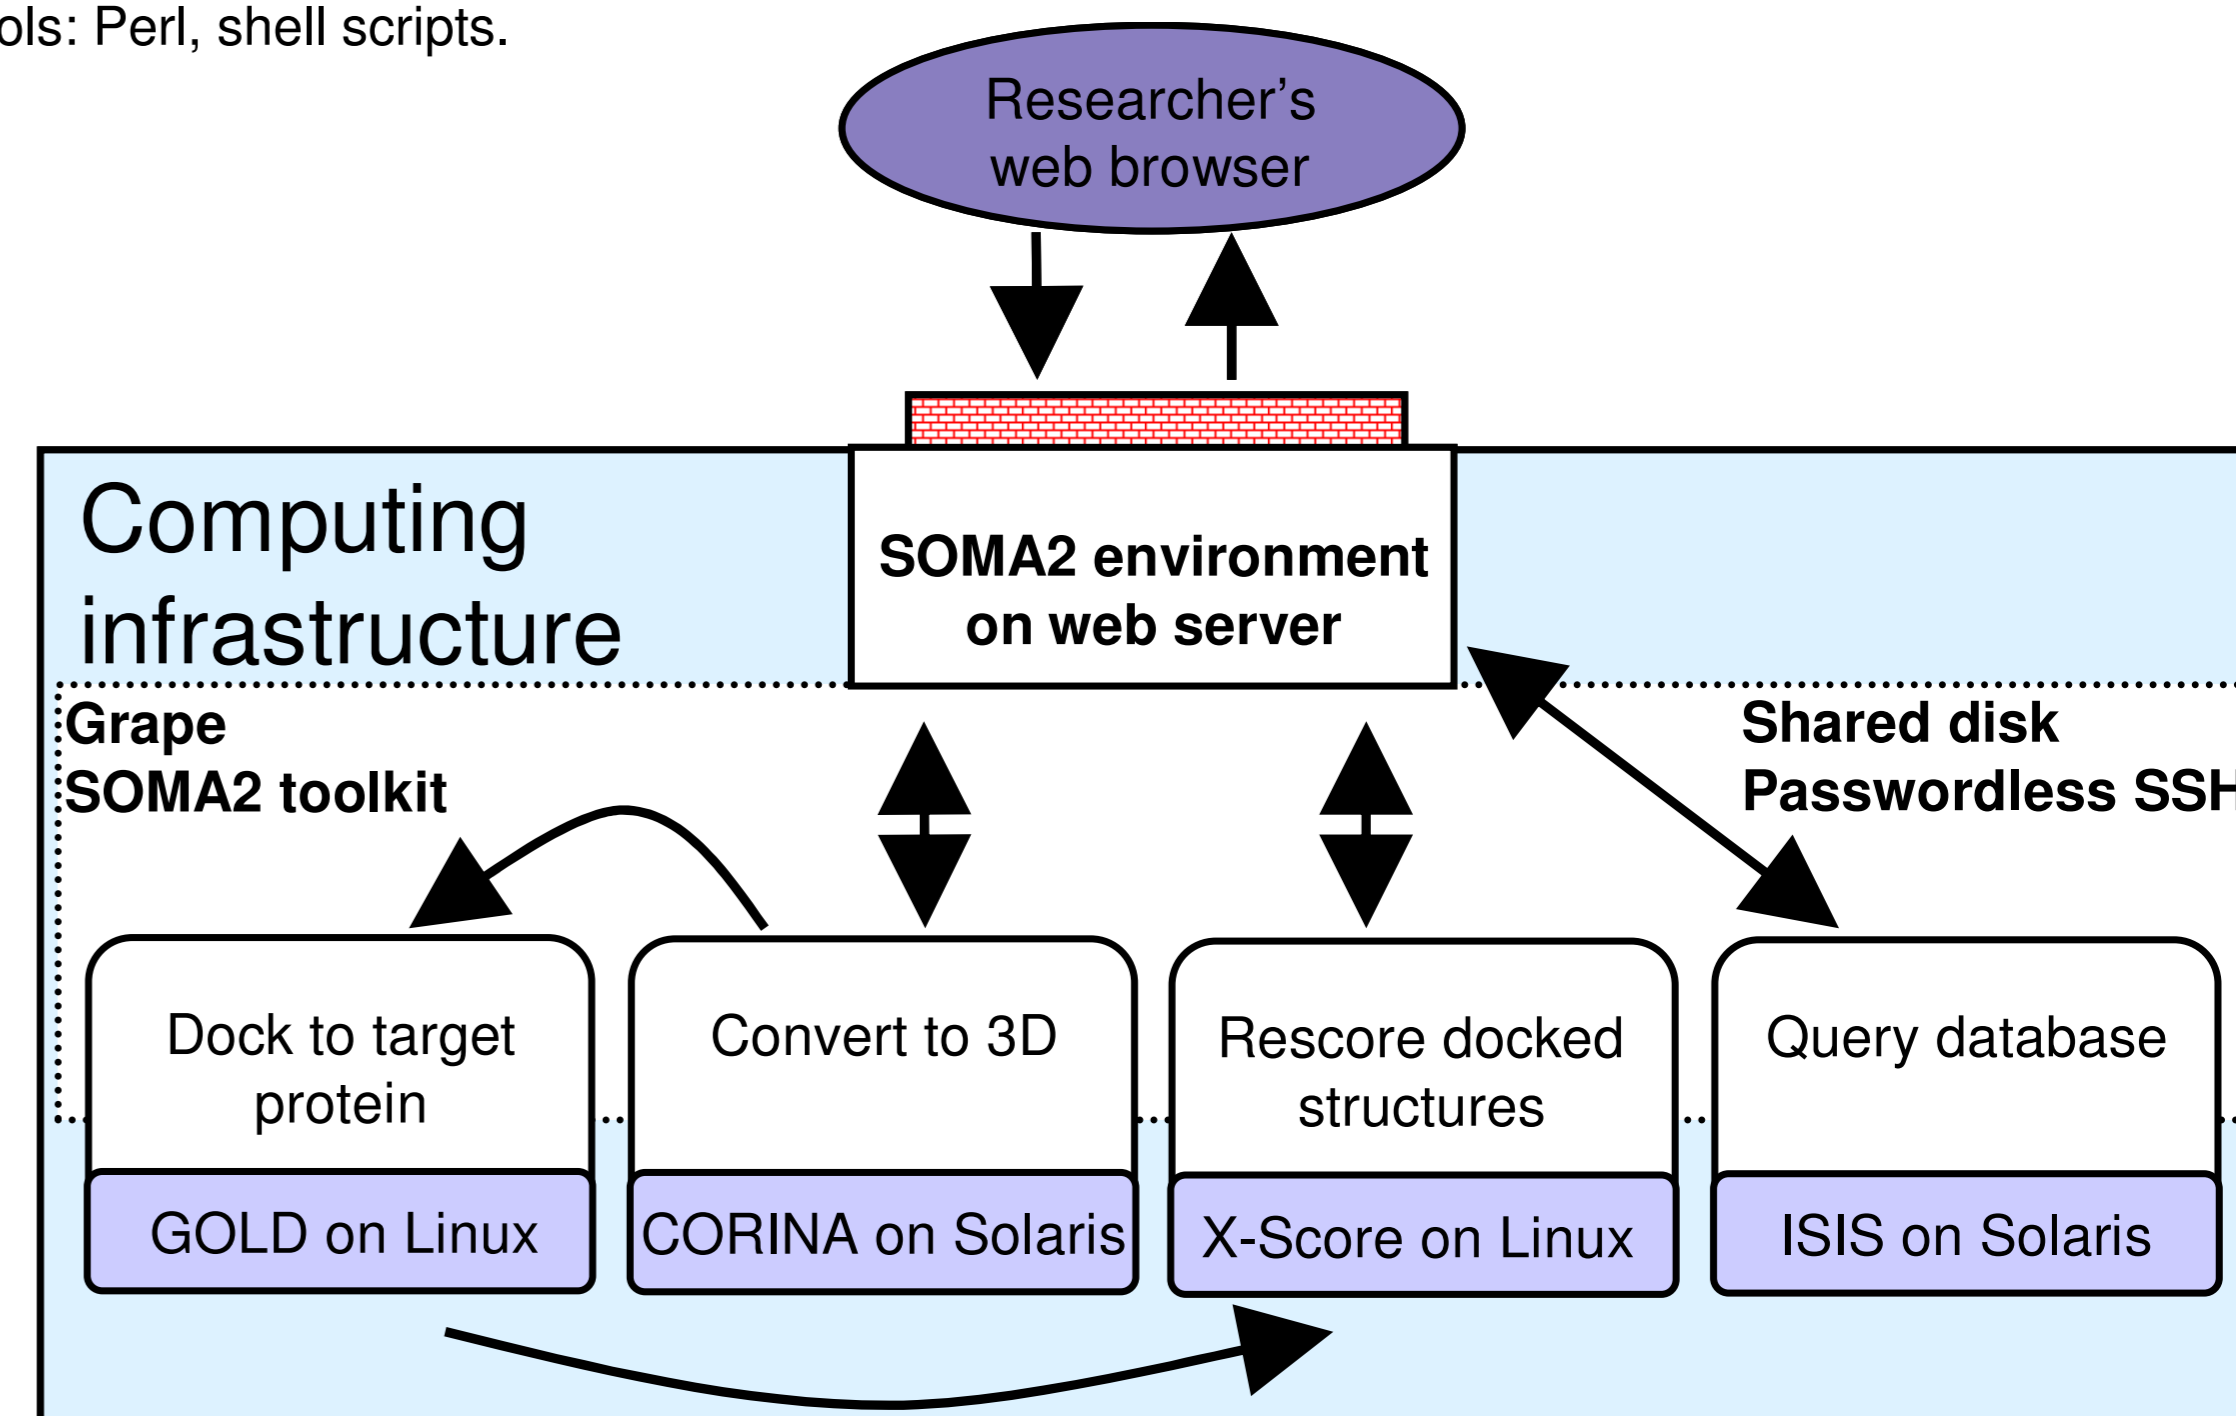 ols: Perl, shell scripts.
Researcher's
web browser
Computing
infrastructure
SOMA2 environment
on web server
Grape
SOMA2 toolkit
Shared disk
Passwordless SSH
Dock to target
protein
GOLD on Linux
Convert to 3D
CORINA on Solaris
Rescore docked
structures
X-Score on Linux
Query database
ISIS on Solaris